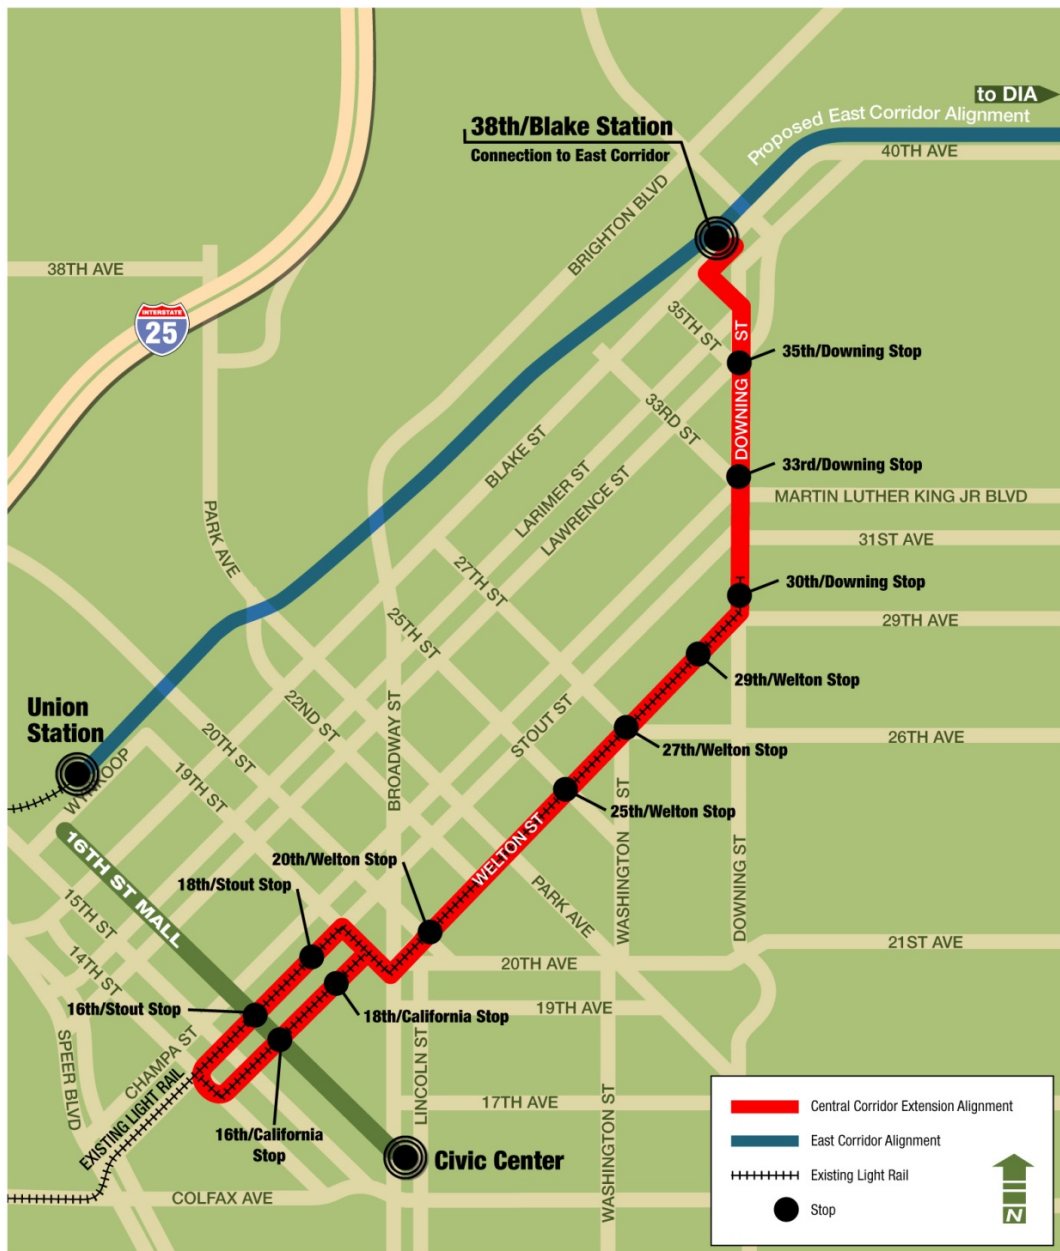 to DIA
Proposed East Corridor Alignment
38th/Blake Station
Connection to East Corridor
40TH AVE
BRIGHTON BLVD
38TH AVE
INTERSTATE
25
35TH ST
DOWNING ST
35th/Downing Stop
33RD ST
BLAKE ST
LARIMER ST
LAWRENCE ST
33rd/Downing Stop
MARTIN LUTHER KING JR BLVD
31ST AVE
PARK AVE
27TH ST
30th/Downing Stop
25TH ST
29TH AVE
29th/Welton Stop
22ND ST
STOUT ST
Union
Station
20TH ST
BROADWAY ST
27th/Welton Stop
26TH AVE
WYNKOOP
19TH ST
25th/Welton Stop
WASHINGTON ST
WELTON ST
16TH ST MALL
20th/Welton Stop
18th/Stout Stop
PARK AVE
DOWNING ST
15TH ST
14TH ST
21ST AVE
20TH AVE
16th/Stout Stop
18th/California Stop
19TH AVE
SPEER BLVD
CHAMPA ST
LINCOLN ST
EXISTING LIGHT RAIL
17TH AVE
16th/California
Stop
Civic Center
WASHINGTON ST
COLFAX AVE
Central Corridor Extension Alignment
East Corridor Alignment
Existing Light Rail
Stop
N